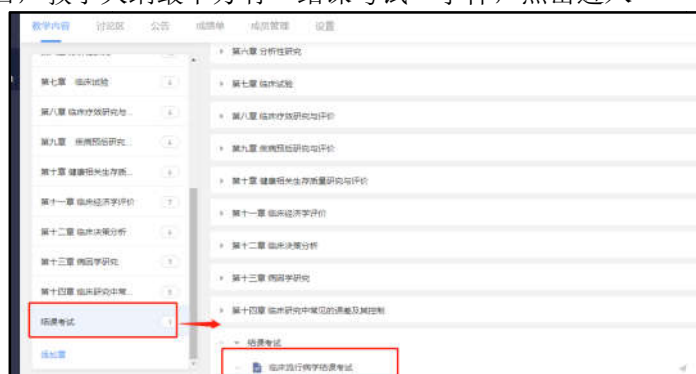 教学大纲最下方有"结课考试"字样，点击进入
教学内容 讨论区 公告 成绩单 成员管理 设置
第七章 临床试验
第八章 临床疗效研究与...
第九章 疾病预后研究...
第十章 健康相关生存质...
第十一章 临床经济学评价 7
第十二章 临床决策分析
第十三章 病因学研究 7
第十四章 临床研究中常...
结课考试
添加章
第六章 分析性研究
第七章 临床试验
第八章 临床疗效研究与评价
第九章 疾病预后研究与评价
第十章 健康相关生存质量研究与评价
第十一章 临床经济学评价
第十二章 临床决策分析
第十三章 病因学研究
第十四章 临床研究中常见的误差及其控制
结课考试
临床流行病学结课考试